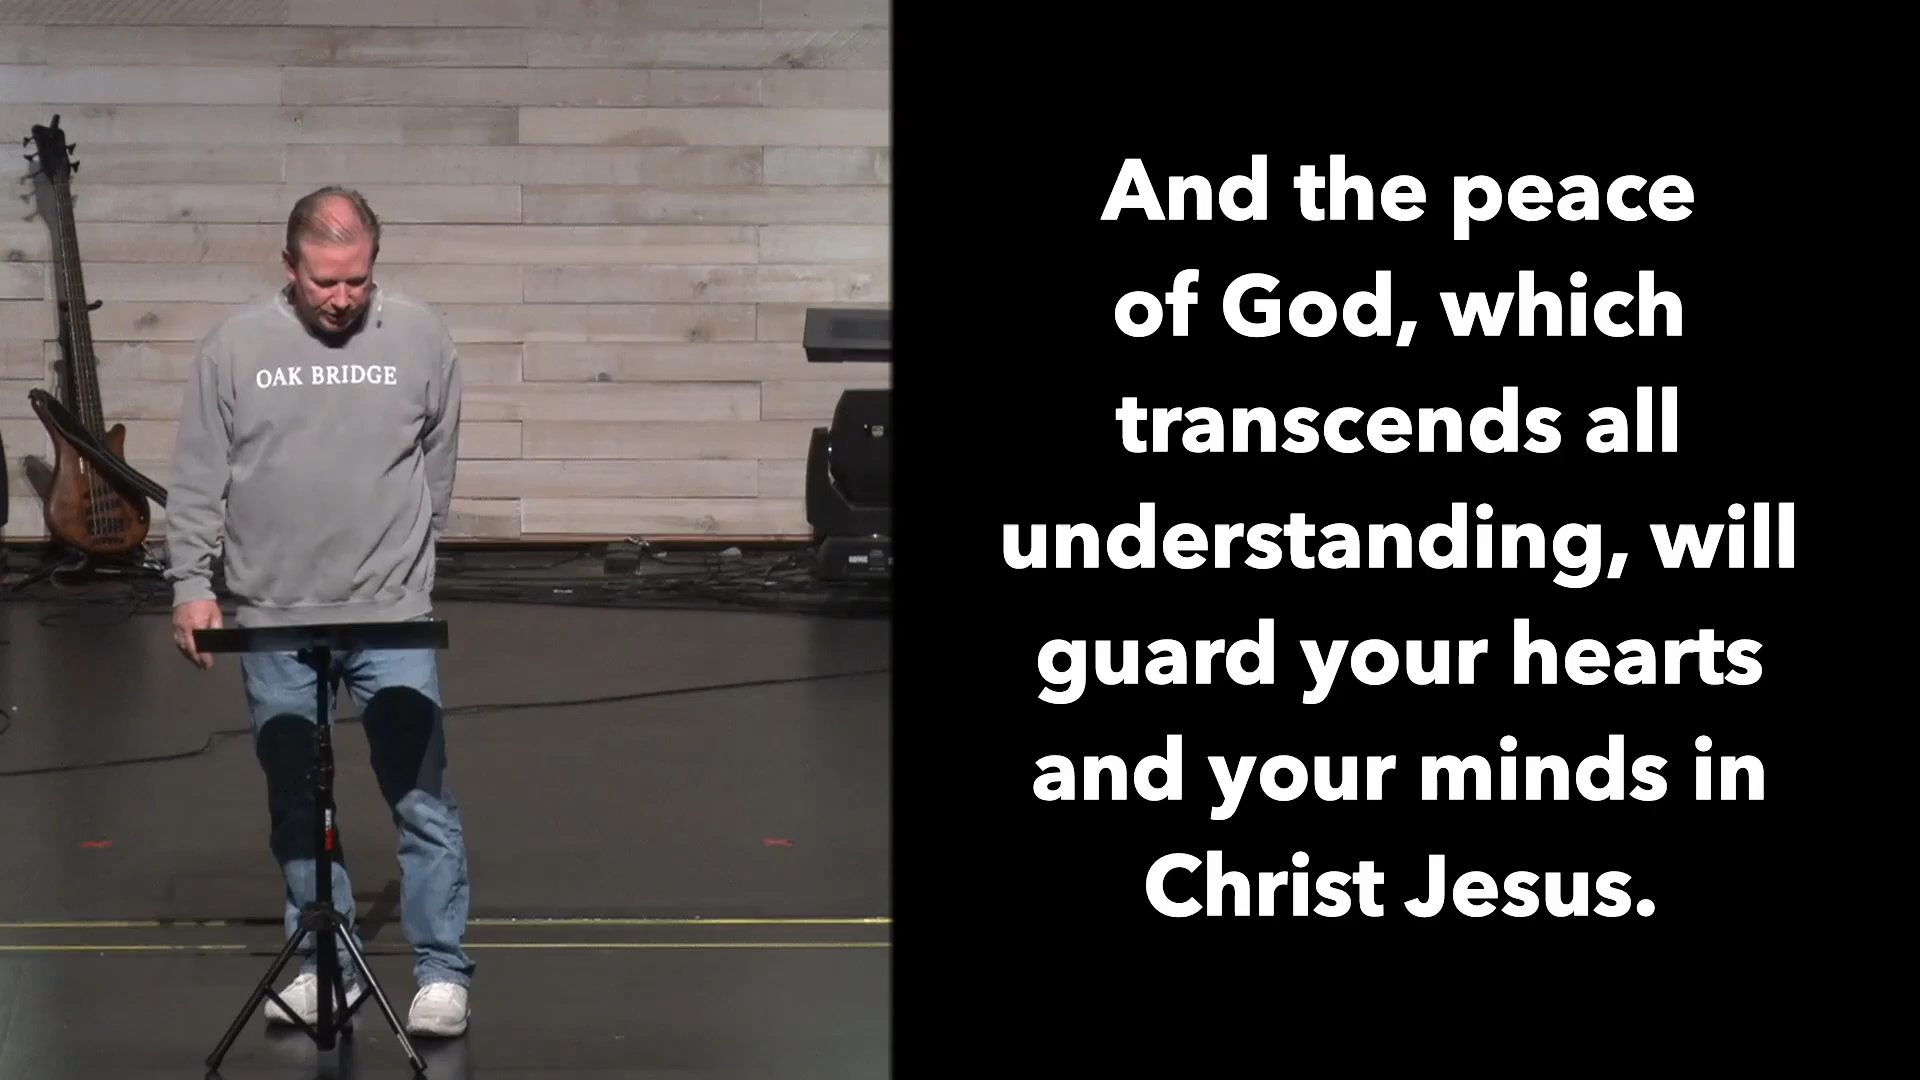 OAK BRIDGE
And the peace
of God, which
transcends all
understanding, will
guard your hearts
and your minds in
Christ Jesus.